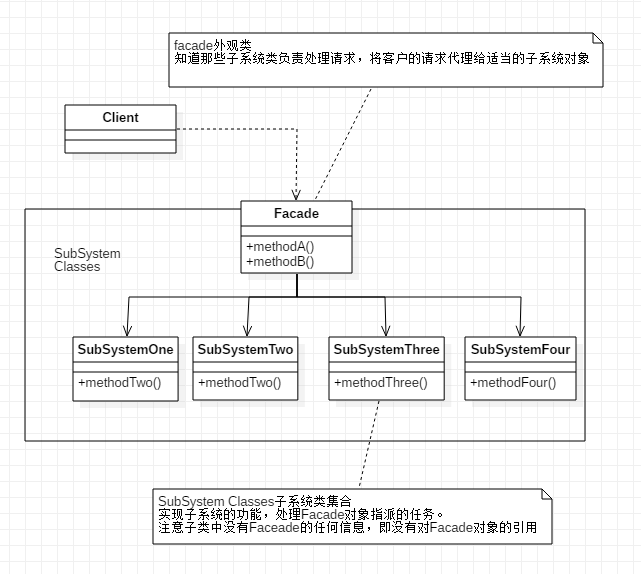 facade外观类
知道那些子系统类负责处理请求，将客户的请求代理给适当的子系统对象
Client
Facade
+methodA()
+methodB()
SubSystem
Classes
SubSystemOne
+methodTwo()
SubSystemTwo
+methodTwo()
SubSystemThree
+methodThree()
SubSystemFour
+methodFour()
SubSystem Classes子系统类集合
实现子系统的功能，处理Facade对象指派的任务。
注意子类中没有Faceade的任何信息，即没有对Facade对象的引用